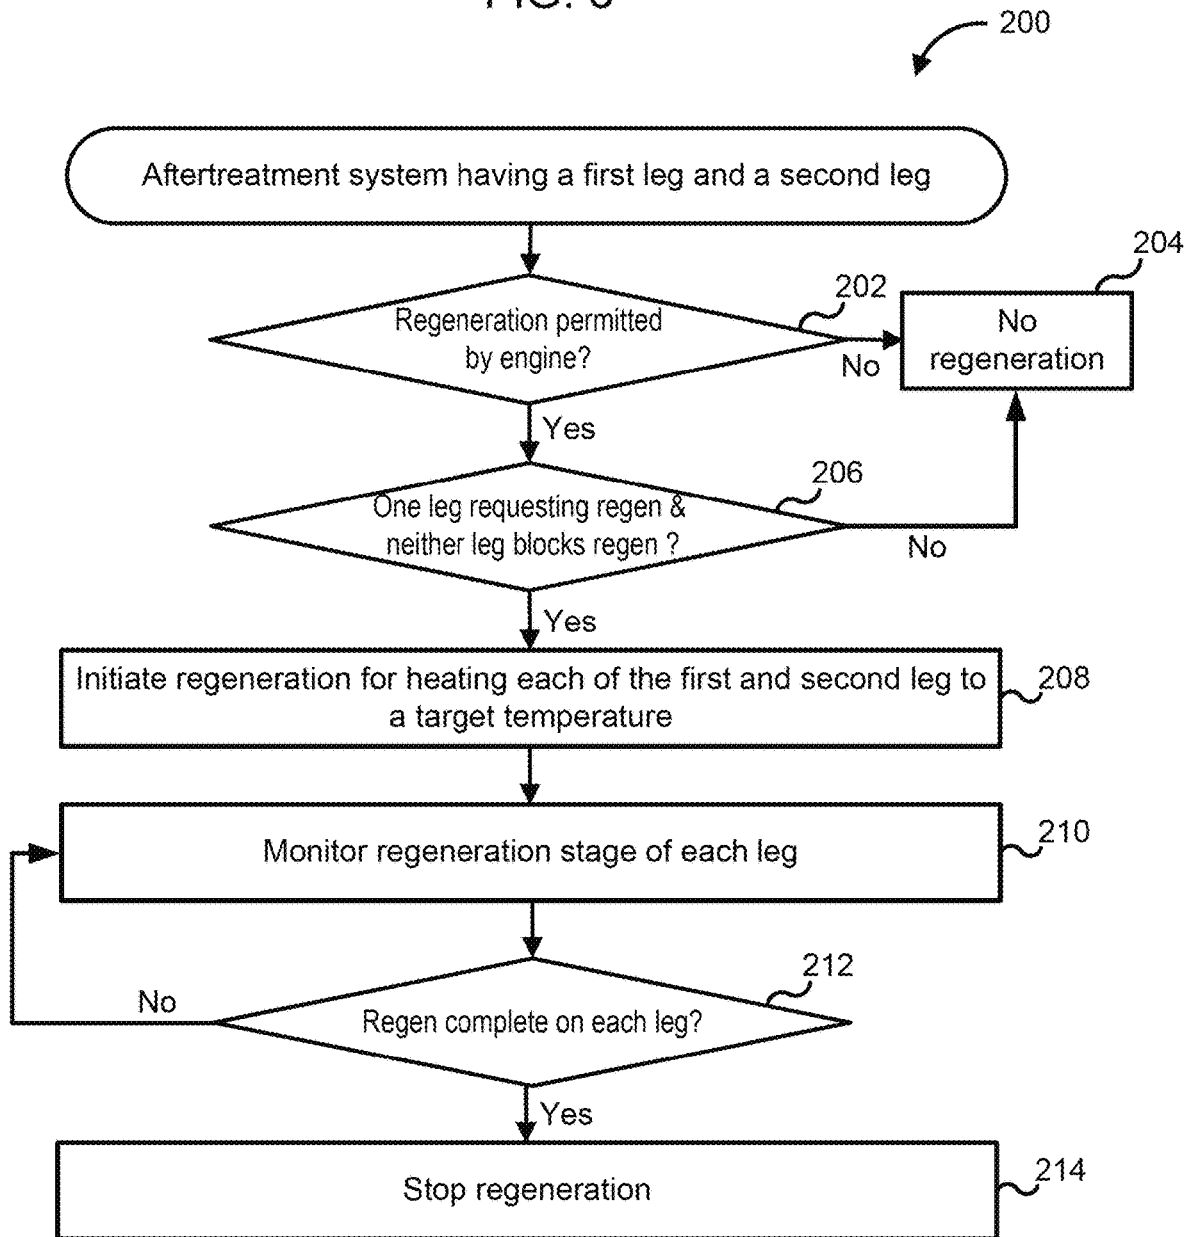 200
Aftertreatment system having a first leg and a second leg
204
202
Regeneration permitted
by engine?
No
regeneration
No
Yes
206
One leg requesting regen &
neither leg blocks regen ?
No
Yes
Initiate regeneration for heating each of the first and second leg to
a target temperature
208
Monitor regeneration stage of each leg
210
212
No
Regen complete on each leg?
Yes
Stop regeneration
214